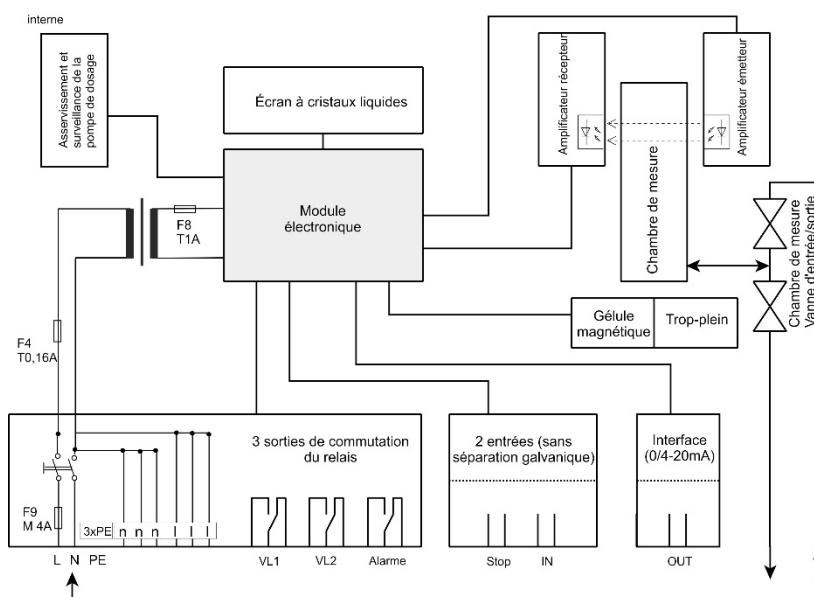 interne
Asservissement et
surveillance de la
pompe de dosage
Écran à cristaux liquides
Amplificateur récepteur
Amplificateur émetteur
Chambre de mesure
Chambre de mesure
Vanne d'entrée/sortie
Module
électronique
F8
T1A
F4
T0,16A
Gélule
magnétique
Trop-plein
3 sorties de commutation
du relais
2 entrées (sans
séparation galvanique)
Interface
(0/4-20mA)
F9
M 4A
3xPE n n n l l l
L N PE
VL1
VL2
Alarme
Stop
IN
OUT